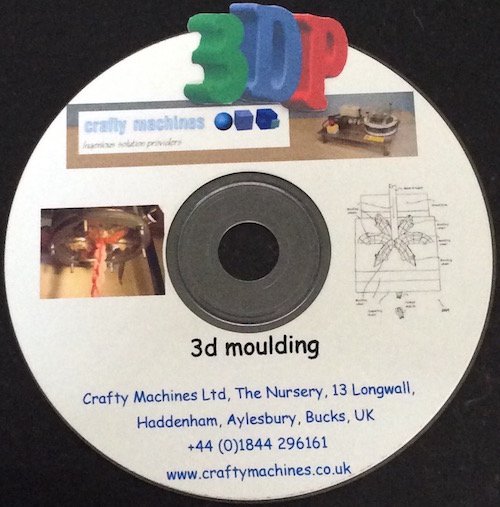 3DP
crafty machines
Ingenious solution providers
3d moulding
Crafty Machines Ltd, The Nursery, 13 Longwall,
Haddenham, Aylesbury, Bucks, UK
+44 (0)1844 296161
www.craftymachines.co.uk